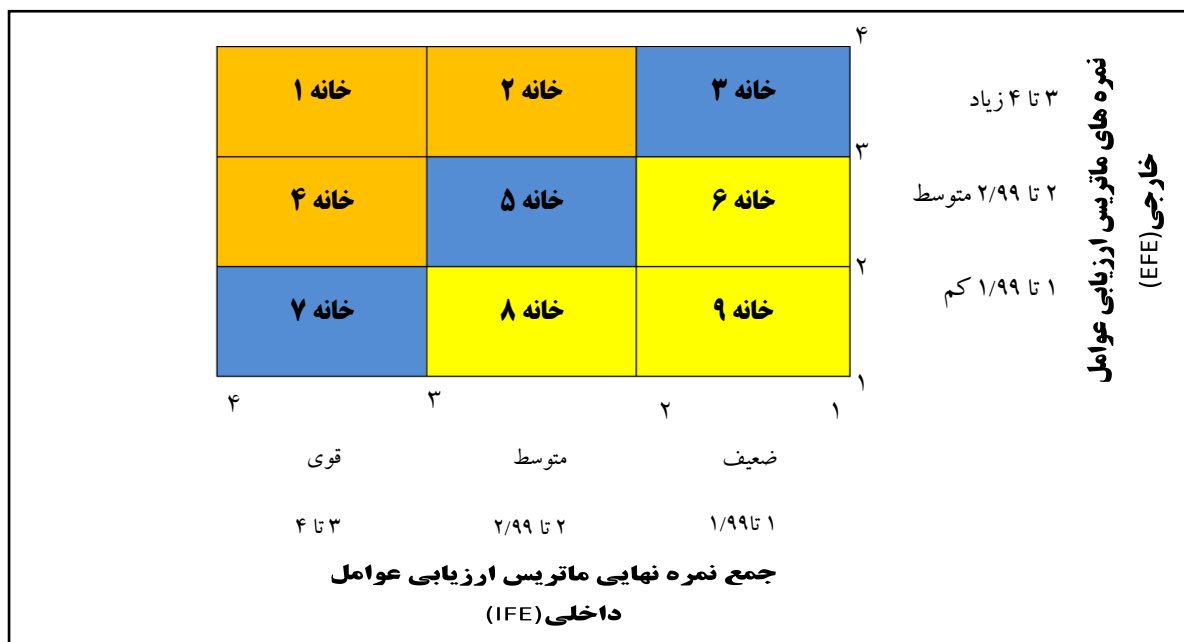 ۴
خانه ۱ خانه ۲ خانه ۳
۳ تا ۴ زیاد
۳
خانه ۴ خانه ۵ خانه ۶
۲ تا ۲/۹۹ متوسط
۲
خانه ۷ خانه ۸ خانه ۹
۱ تا ۱/۹۹ کم
۱
نمره های ماتریس ارزیابی عوامل
خارجی(EFE)
۴ ۳ ۲ ۱
قوی متوسط ضعیف
۳ تا ۴ ۲ تا ۲/۹۹ ۱ تا۱/۹۹
جمع نمره نهایی ماتریس ارزیابی عوامل
داخلی(IFE)